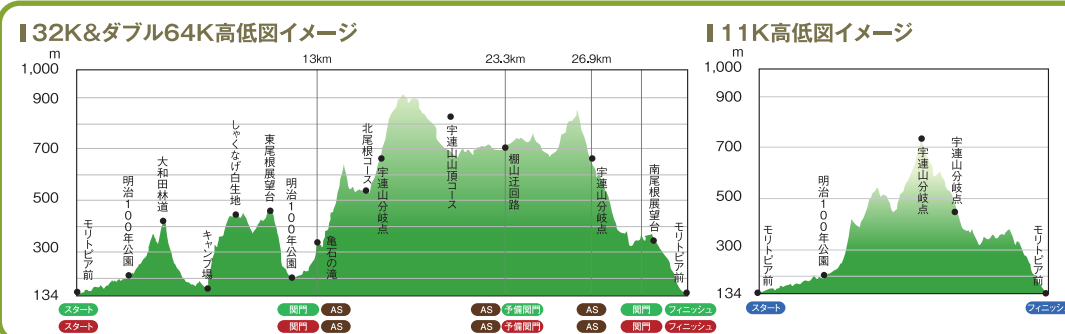 32K&ダブル64K高低図イメージ
m
13km
23.3km
26.9km
1,000
900
700
500
300
134
モリトピア前
明治100年公園
大和田林道
キャンプ場
しゃくなげ自生地
東尾根展望台
明治100年公園
亀石の滝
北尾根コース
宇連山分岐点
宇連山山頂コース
棚山迂回路
宇連山分岐点
南尾根展望台
モリトピア前
スタート 関門 AS AS 予備関門 AS 関門 フィニッシュ
スタート 関門 AS AS 予備関門 AS 関門 フィニッシュ
11K高低図イメージ
m
1,000
900
700
500
300
134
モリトピア前
明治100年公園
宇連山分岐点
宇連山分岐点
モリトピア前
スタート フィニッシュ